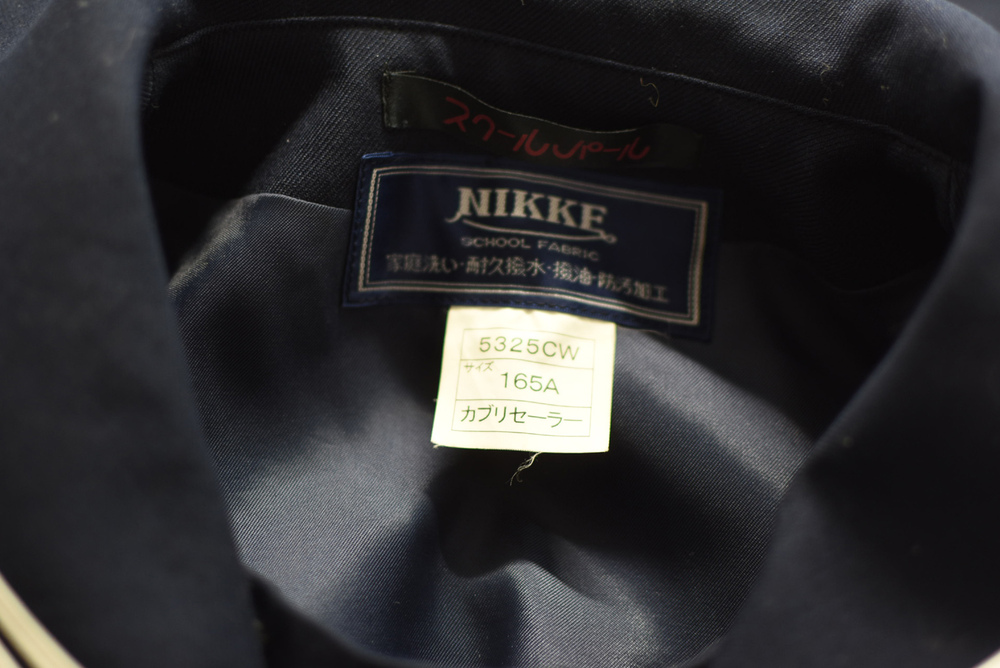 スクールパール
NIKKE
SCHOOL FABRIC
家庭洗い・耐久撥水・撥油・防汚加工
5325CW
サイズ
165A
カブリセーラー